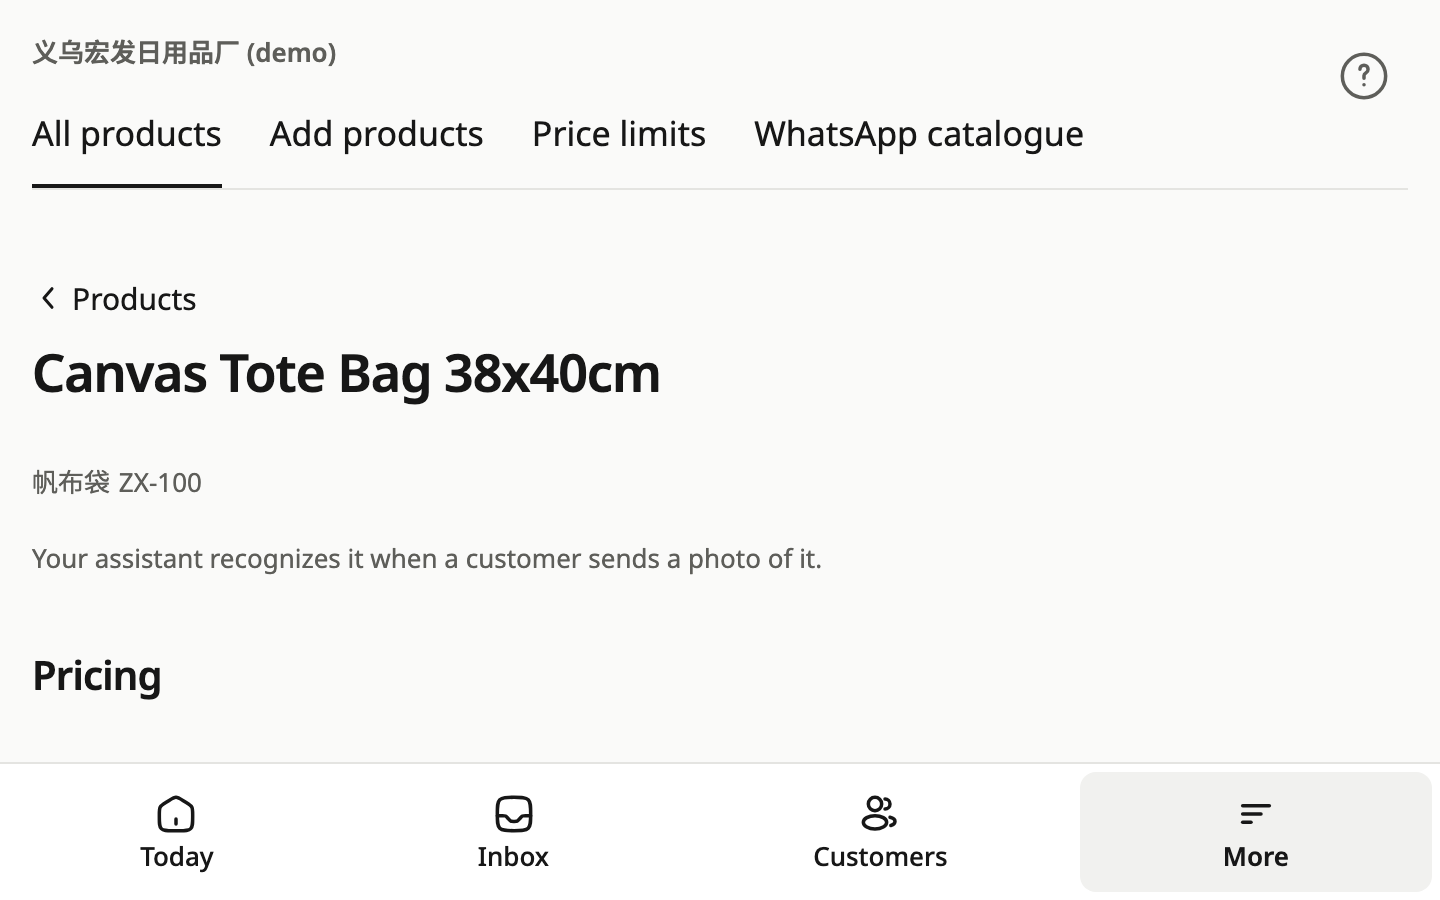 义乌宏发日用品厂 (demo)
?
All products Add products Price limits WhatsApp catalogue
Products
Canvas Tote Bag 38x40cm
帆布袋 ZX-100
Your assistant recognizes it when a customer sends a photo of it.
Pricing
Today Inbox Customers More